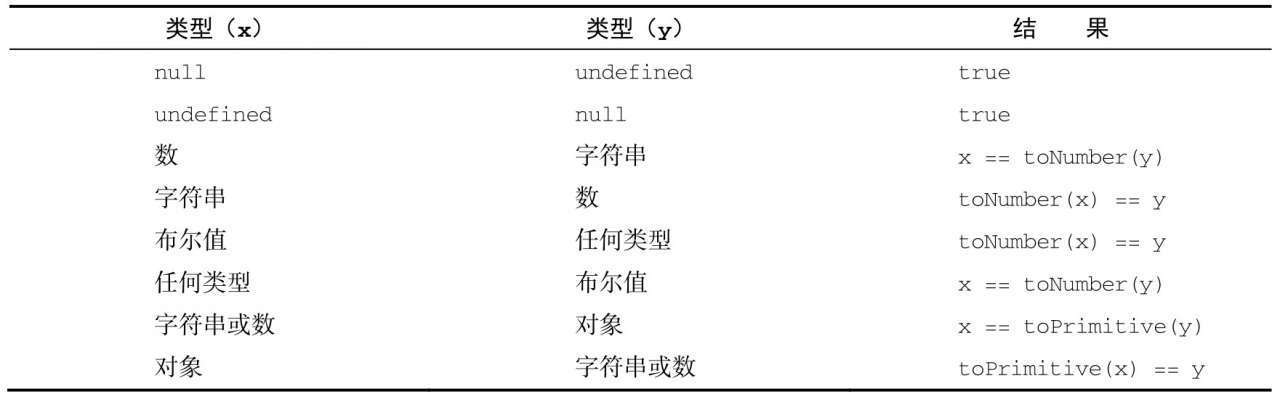 类型（x） 类型（y） 结 果
null undefined true
undefined null true
数 字符串 x == toNumber(y)
字符串 数 toNumber(x) == y
布尔值 任何类型 toNumber(x) == y
任何类型 布尔值 x == toNumber(y)
字符串或数 对象 x == toPrimitive(y)
对象 字符串或数 toPrimitive(x) == y